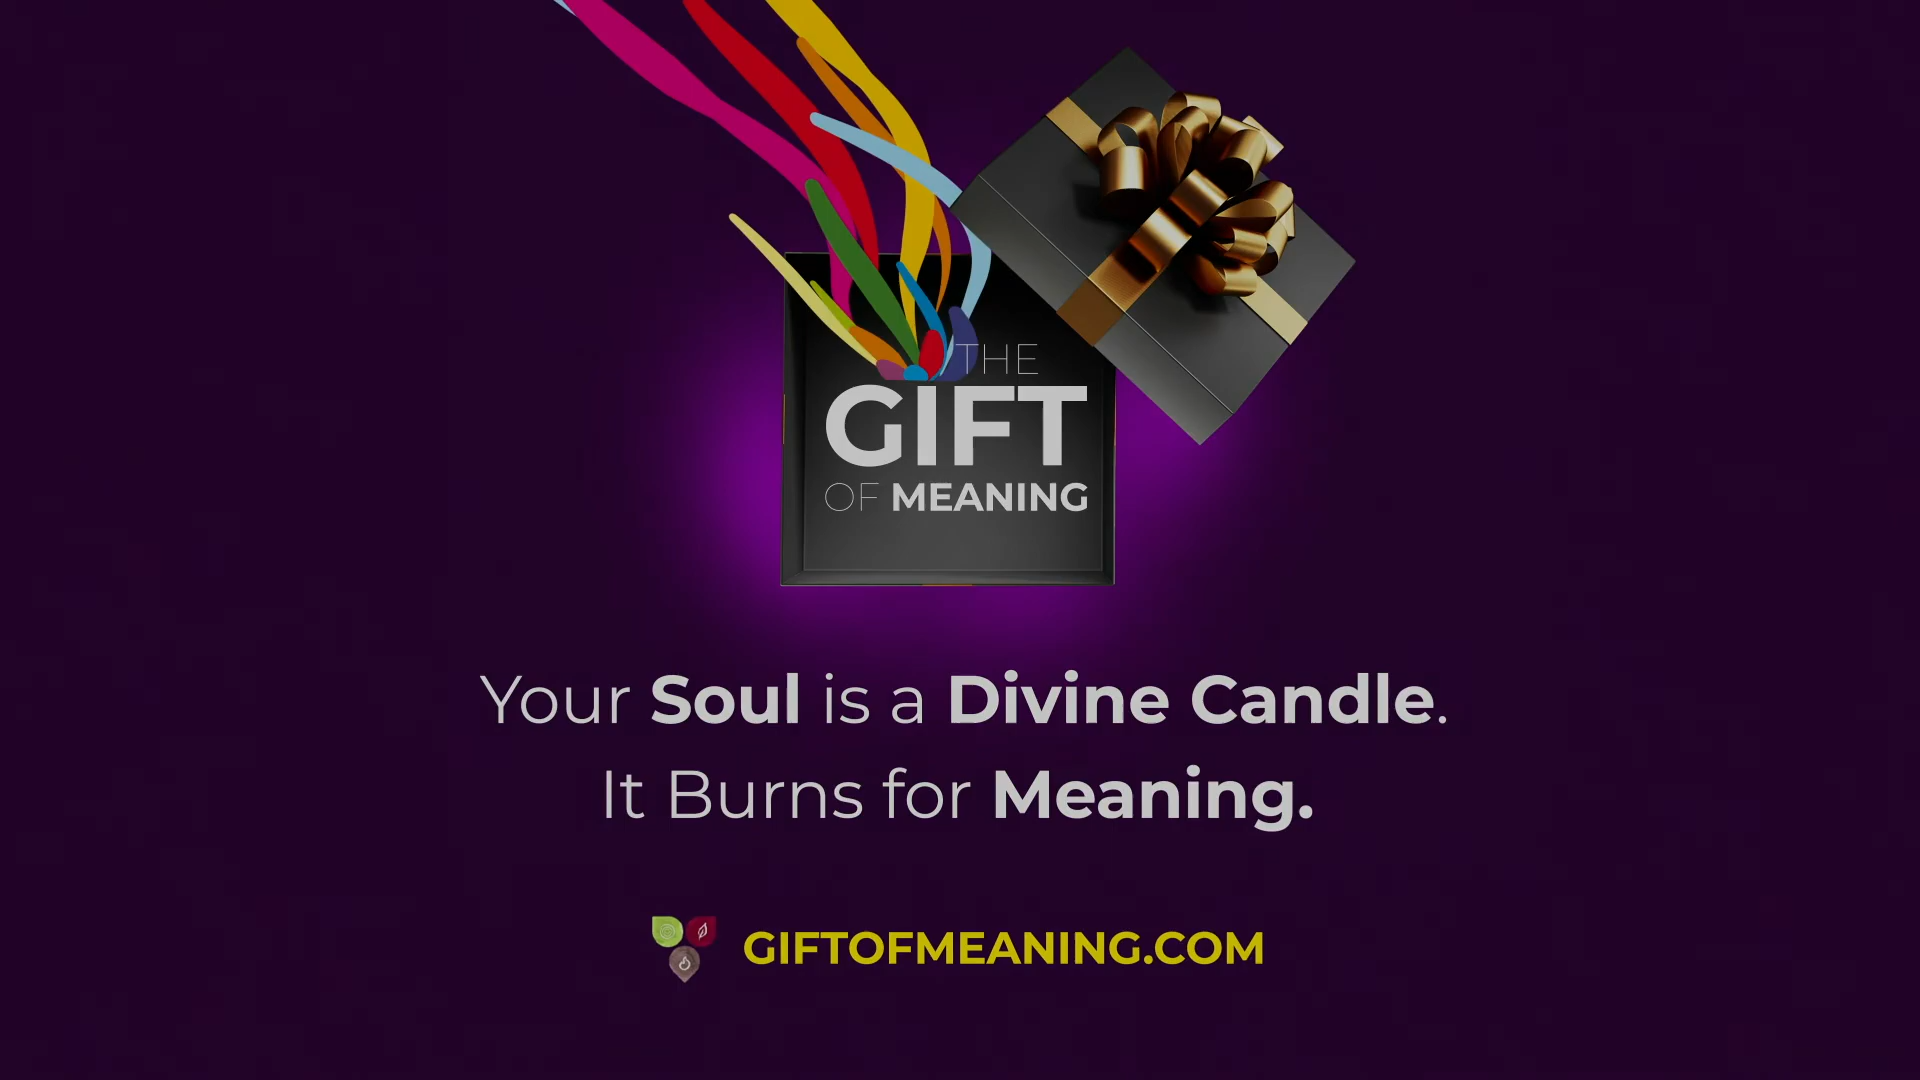 THE
GIFT
OF MEANING
Your Soul is a Divine Candle.
It Burns for Meaning.
GIFTOFMEANING.COM